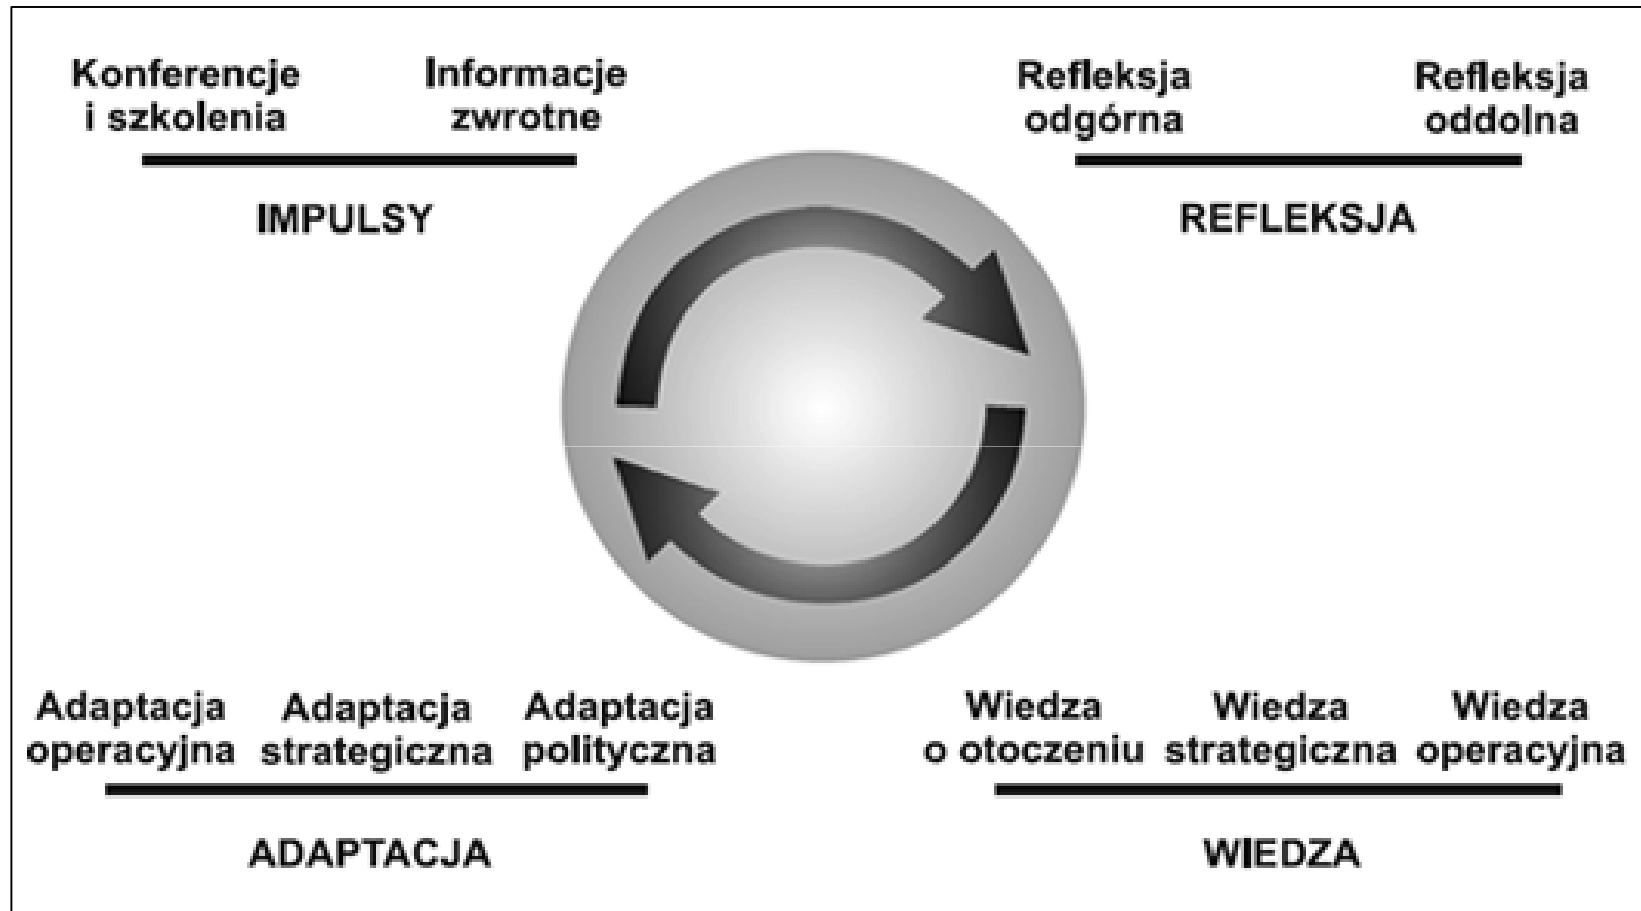 Konferencje
i szkolenia
Informacje
zwrotne
IMPULSY
Refleksja
odgórna
Refleksja
oddolna
REFLEKSJA
Adaptacja
operacyjna
Adaptacja
strategiczna
Adaptacja
polityczna
ADAPTACJA
Wiedza
o otoczeniu
Wiedza
strategiczna
Wiedza
operacyjna
WIEDZA